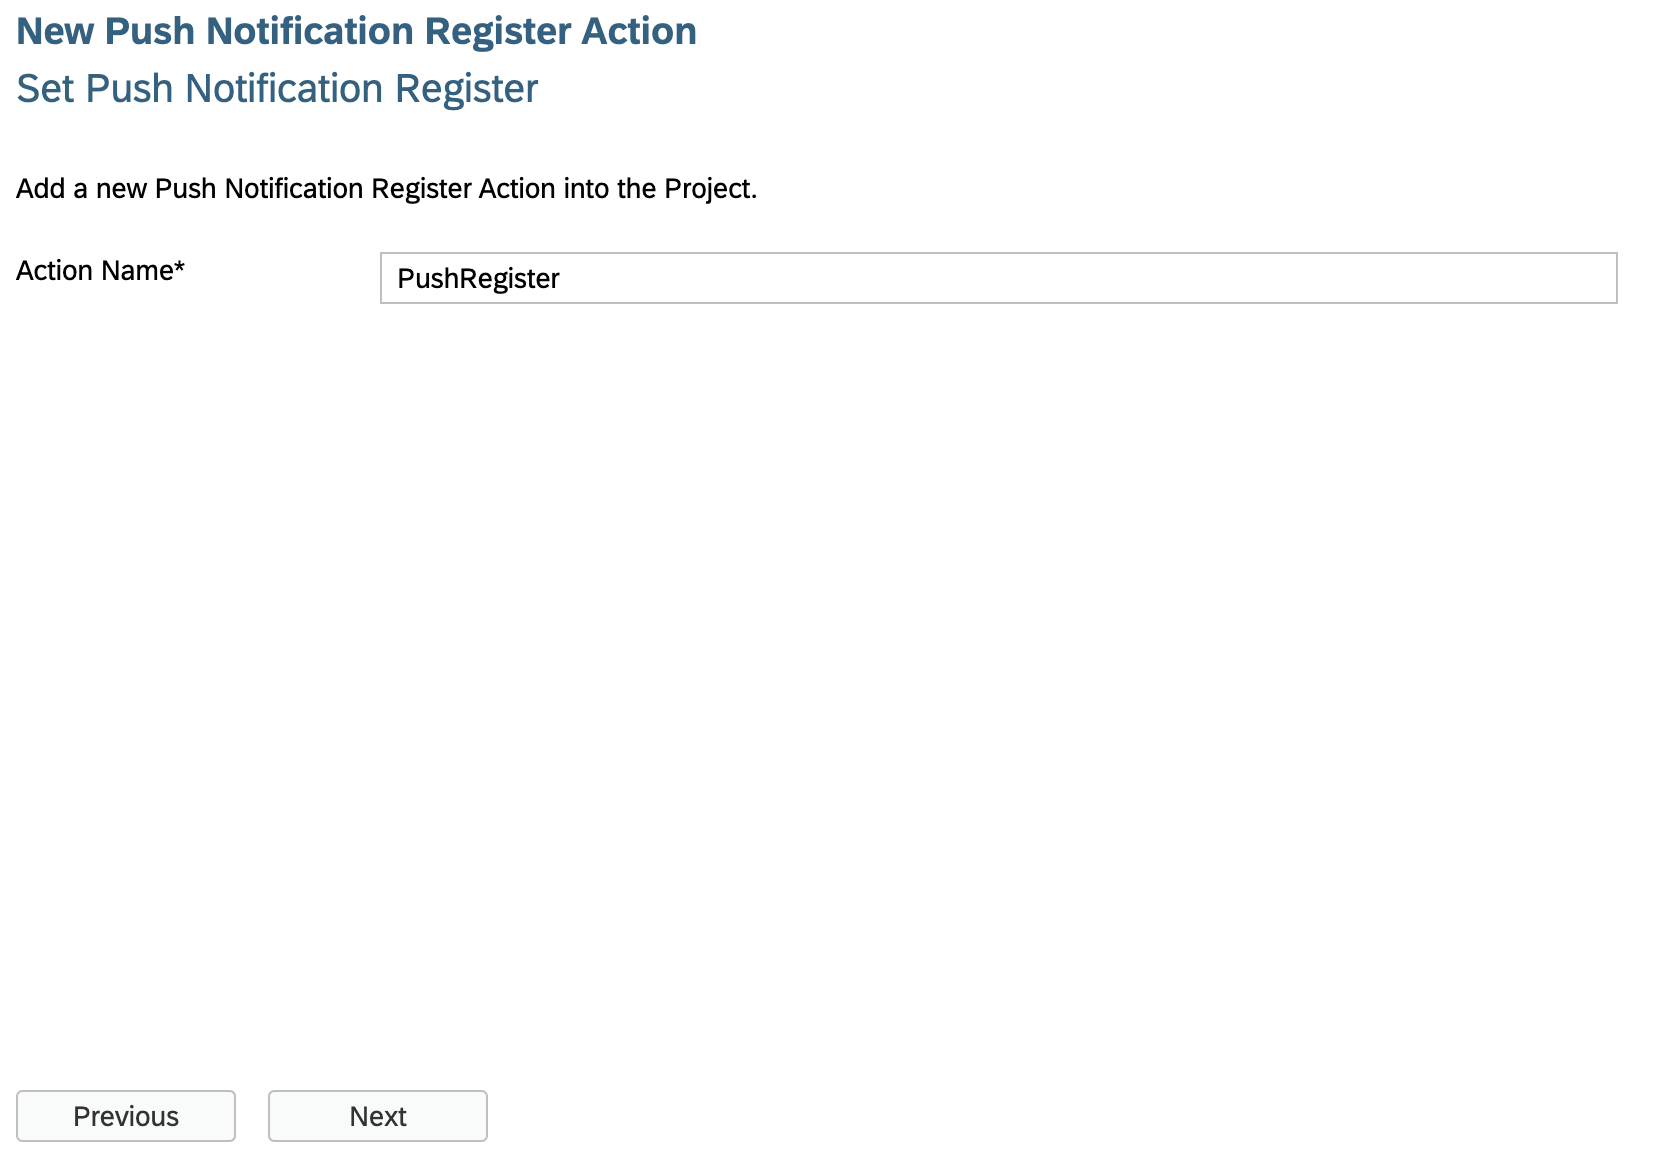 New Push Notification Register Action
Set Push Notification Register
Add a new Push Notification Register Action into the Project.
Action Name*
PushRegister
Previous
Next